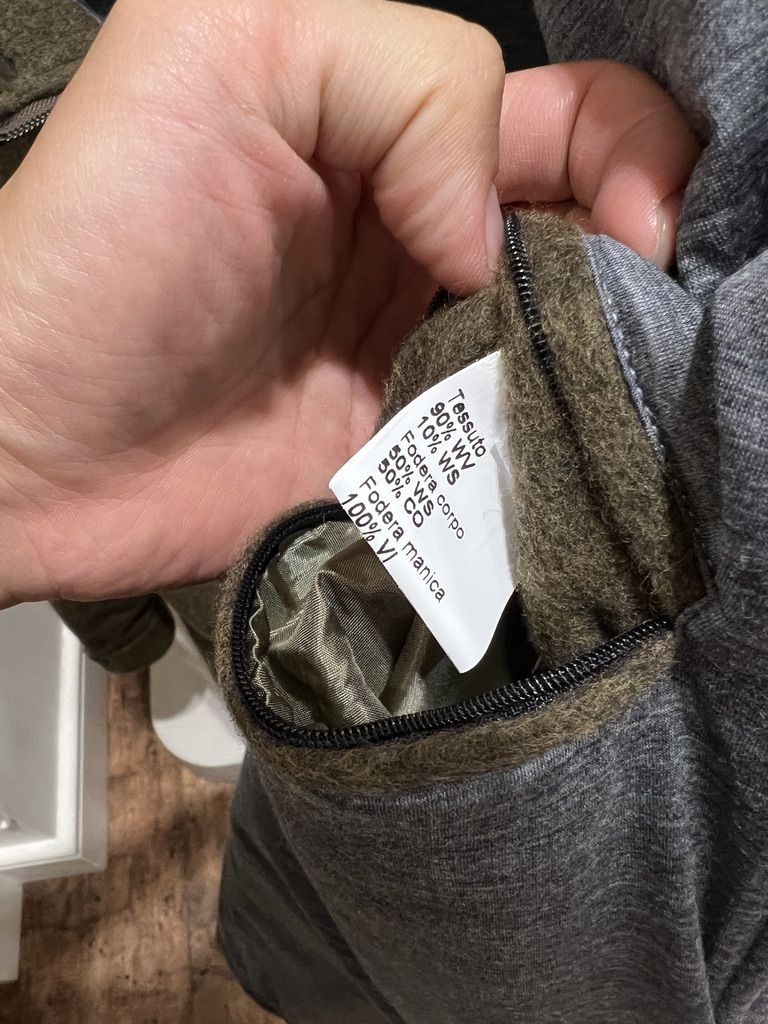 Tessuto
90% WV
10% WS
Fodera corpo
50% WS
50% CO
Fodera manica
100% VI